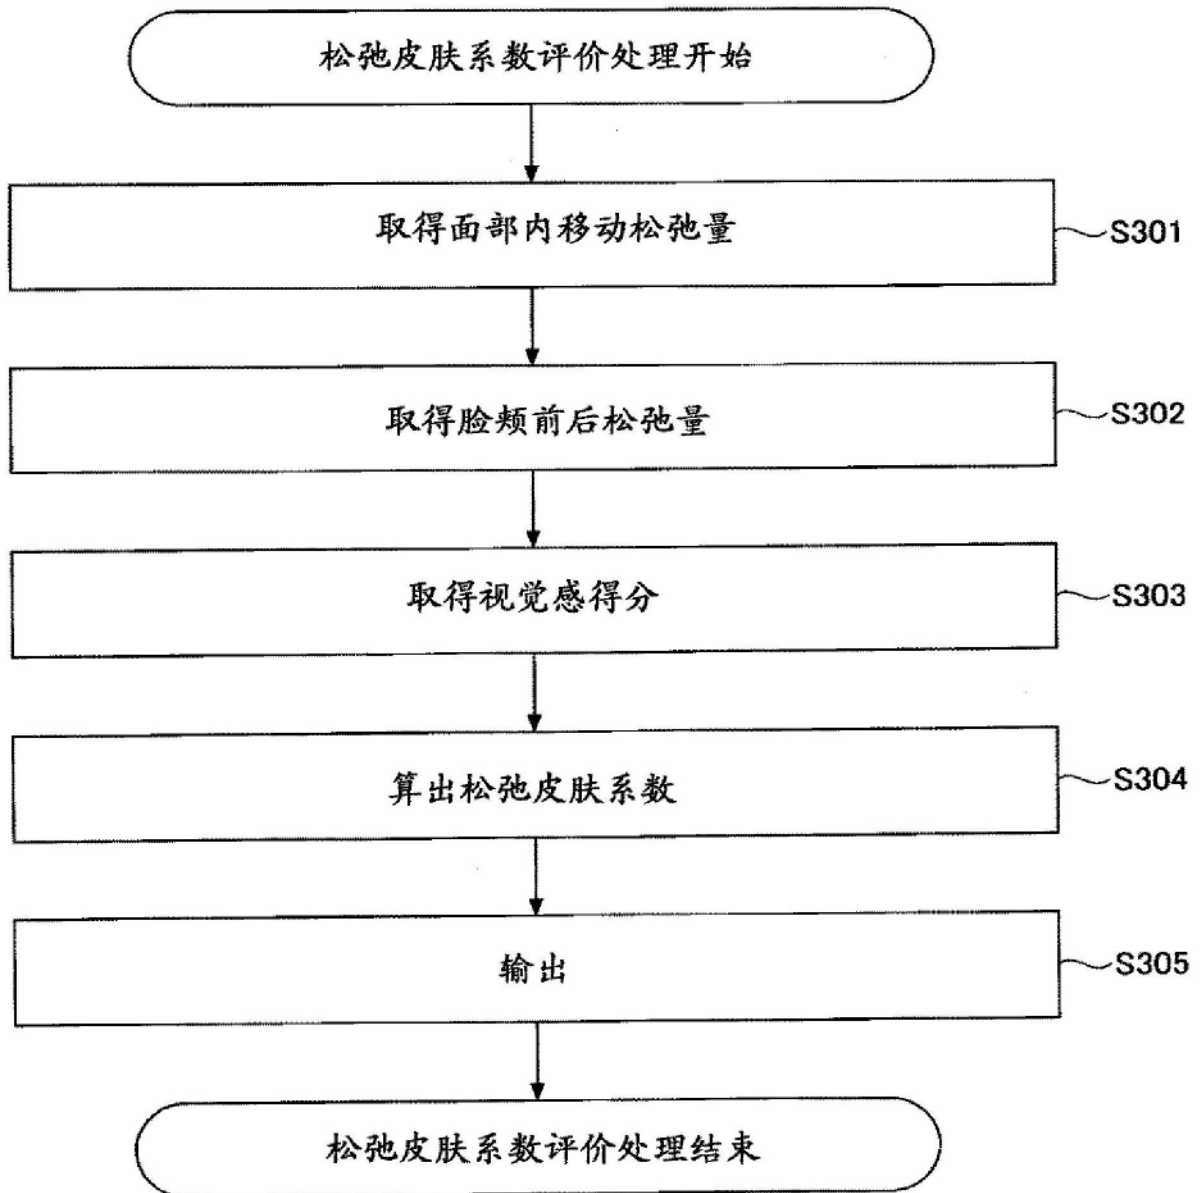 松弛皮肤系数评价处理开始
取得面部内移动松弛量
S301
取得脸颊前后松弛量
S302
取得视觉感得分
S303
算出松弛皮肤系数
S304
输出
S305
松弛皮肤系数评价处理结束